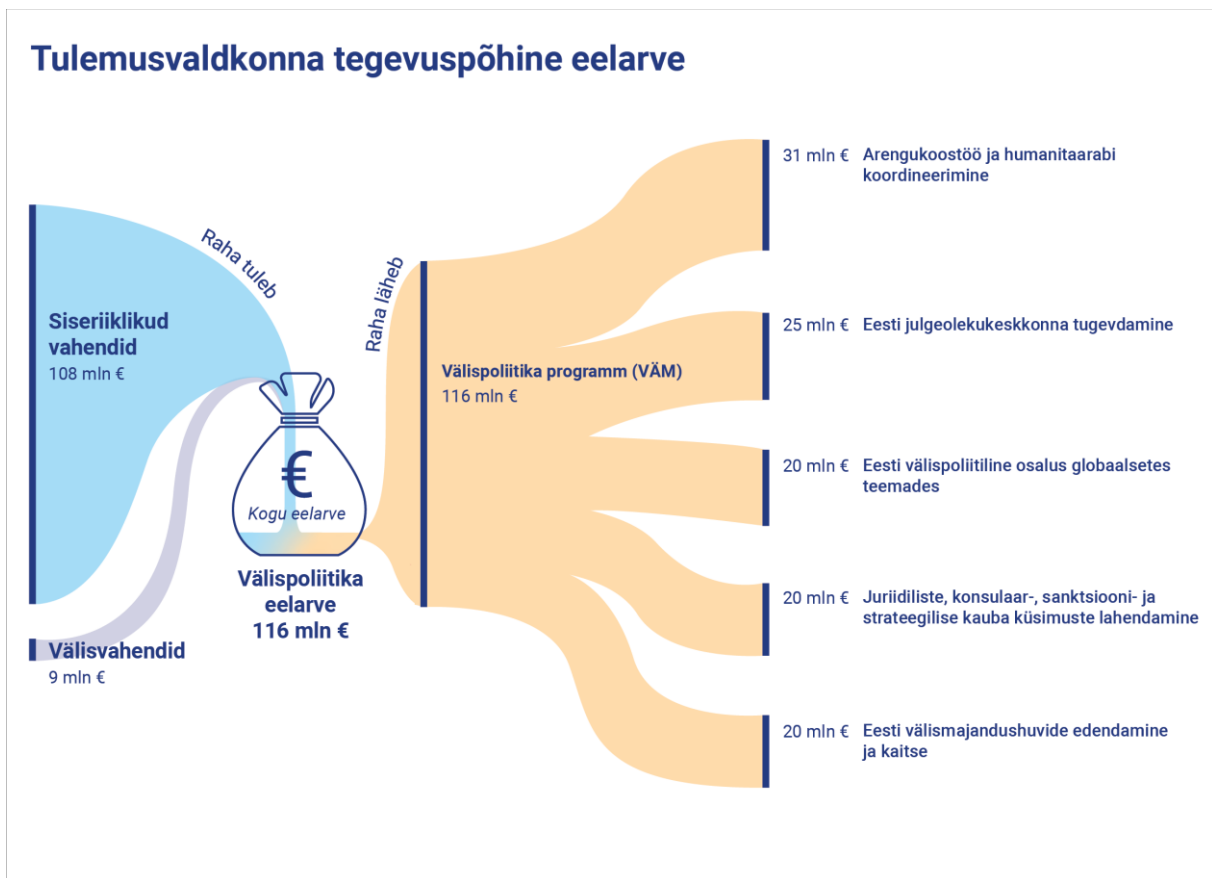 Tulemusvaldkonna tegevuspõhine eelarve
Raha tuleb
Siseriiklikud
vahendid
108 mln €
Välisvahendid
9 mln €
€
Kogu eelarve
Välispoliitika
eelarve
116 mln €
Raha läheb
Välispoliitika programm (VÄM)
116 mln €
31 mln € Arengukoostöö ja humanitaarabi
koordineerimine
25 mln € Eesti julgeolekukeskkonna tugevdamine
20 mln € Eesti välispoliitiline osalus globaalsetes
teemades
20 mln € Juriidiliste, konsulaar-, sanktsiooni- ja
strateegilise kauba küsimuste lahendamine
20 mln € Eesti välismajandushuvide edendamine
ja kaitse